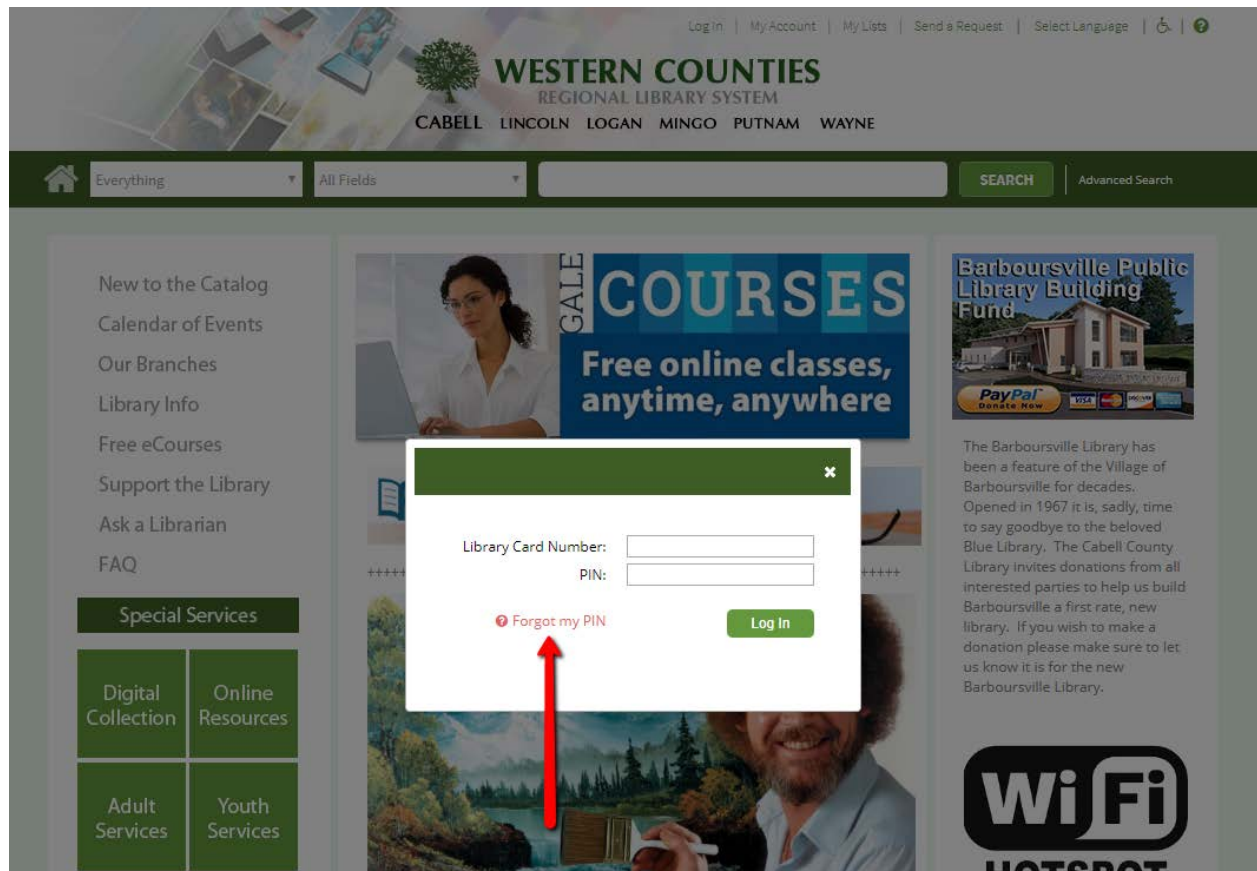 Log In | My Account | My Lists | Send a Request | Select Language
WESTERN COUNTIES
REGIONAL LIBRARY SYSTEM
CABELL LINCOLN LOGAN MINGO PUTNAM WAYNE
Everything
All Fields
SEARCH
Advanced Search
New to the Catalog
Calendar of Events
Our Branches
Library Info
Free eCourses
Support the Library
Ask a Librarian
FAQ
Special Services
Digital Collection
Online Resources
Adult Services
Youth Services
GALE COURSES
Free online classes,
anytime, anywhere
Library Card Number:
PIN:
Forgot my PIN
Log In
Barboursville Public
Library Building
Fund
PayPal
Donate Now
VISA
The Barboursville Library has
been a feature of the Village of
Barboursville for decades.
Opened in 1967 it is, sadly, time
to say goodbye to the beloved
Blue Library. The Cabell County
Library invites donations from all
interested parties to help us build
Barboursville a first rate, new
library. If you wish to make a
donation please make sure to let
us know it is for the new
Barboursville Library.
WiFi
HOTSPOT